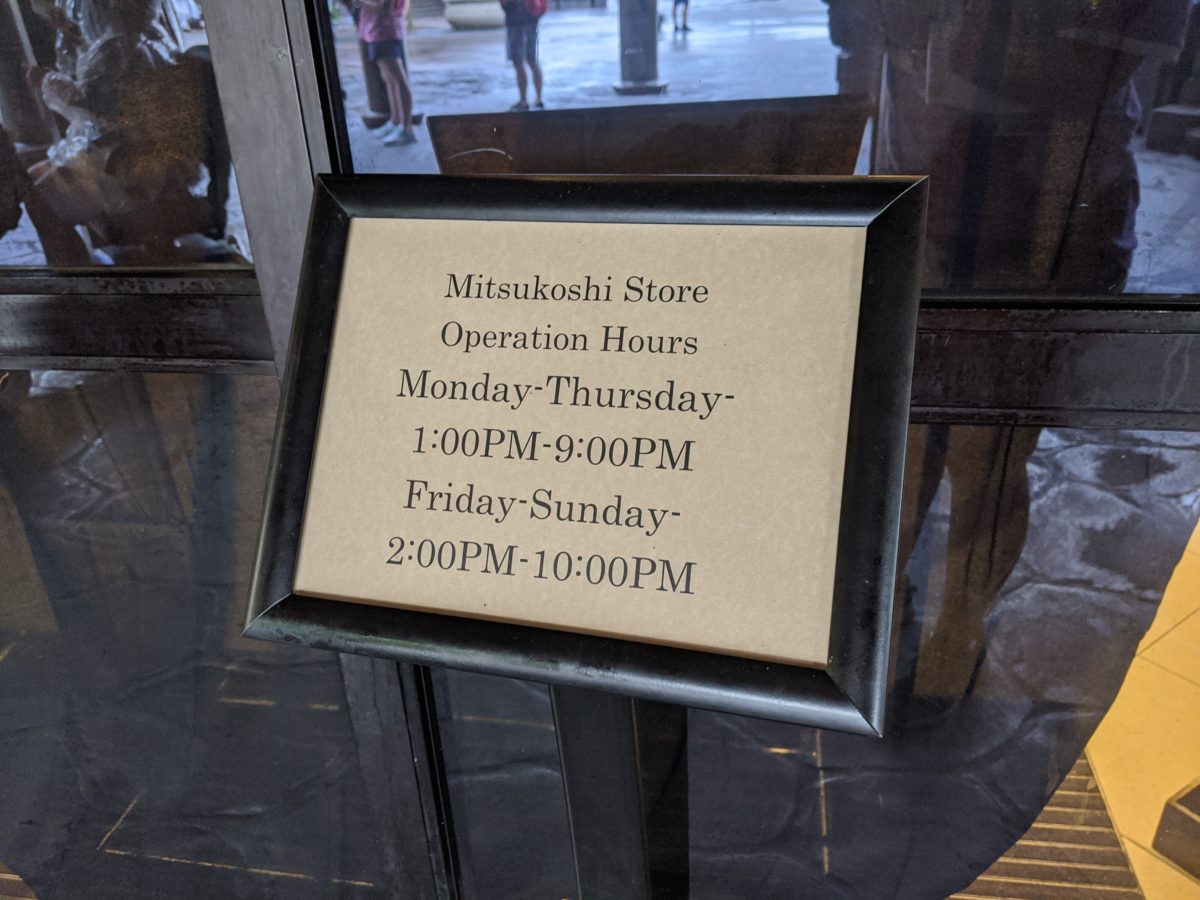 Mitsukoshi Store
Operation Hours
Monday-Thursday-
1:00PM-9:00PM
Friday-Sunday-
2:00PM-10:00PM